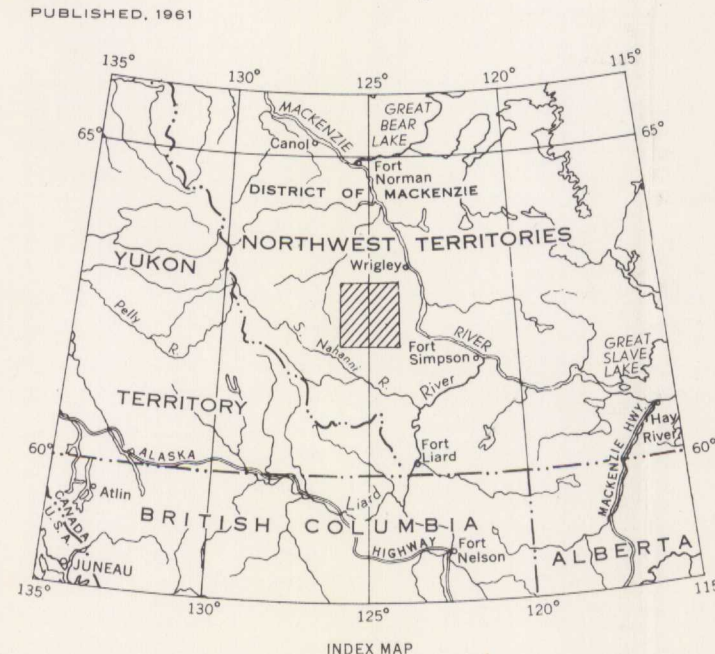 PUBLISHED, 1961
135° 130° 125° 120° 115°
65° 65°
MACKENZIE
GREAT
BEAR
LAKE
Canol
Fort
Norman
DISTRICT OF MACKENZIE
NORTHWEST TERRITORIES
YUKON
Wrigley
Pelly R.
S. Nahanni R.
Fort
Simpson
RIVER
River
GREAT
SLAVE
LAKE
TERRITORY
Hay
River
MACKENZIE HWY
60° 60°
ALASKA
Fort
Liard
Atlin
CANADA
U.S.A.
Liard
BRITISH COLUMBIA
HIGHWAY
Fort
Nelson
ALBERTA
JUNEAU
135° 130° 125° 120° 115
INDEX MAP